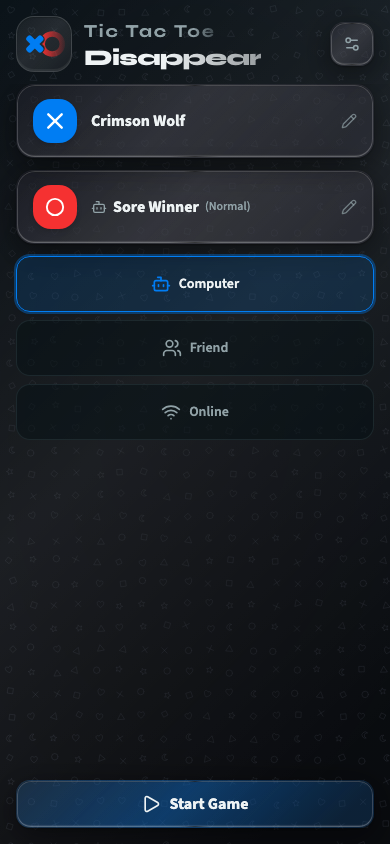 Tic Tac Toe
Disappear
Crimson Wolf
Sore Winner (Normal)
Computer
Friend
Online
Start Game